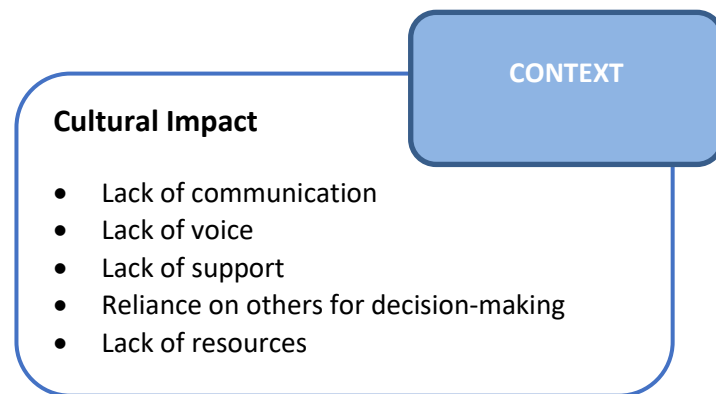 CONTEXT
Cultural Impact
• Lack of communication
• Lack of voice
• Lack of support
• Reliance on others for decision-making
• Lack of resources